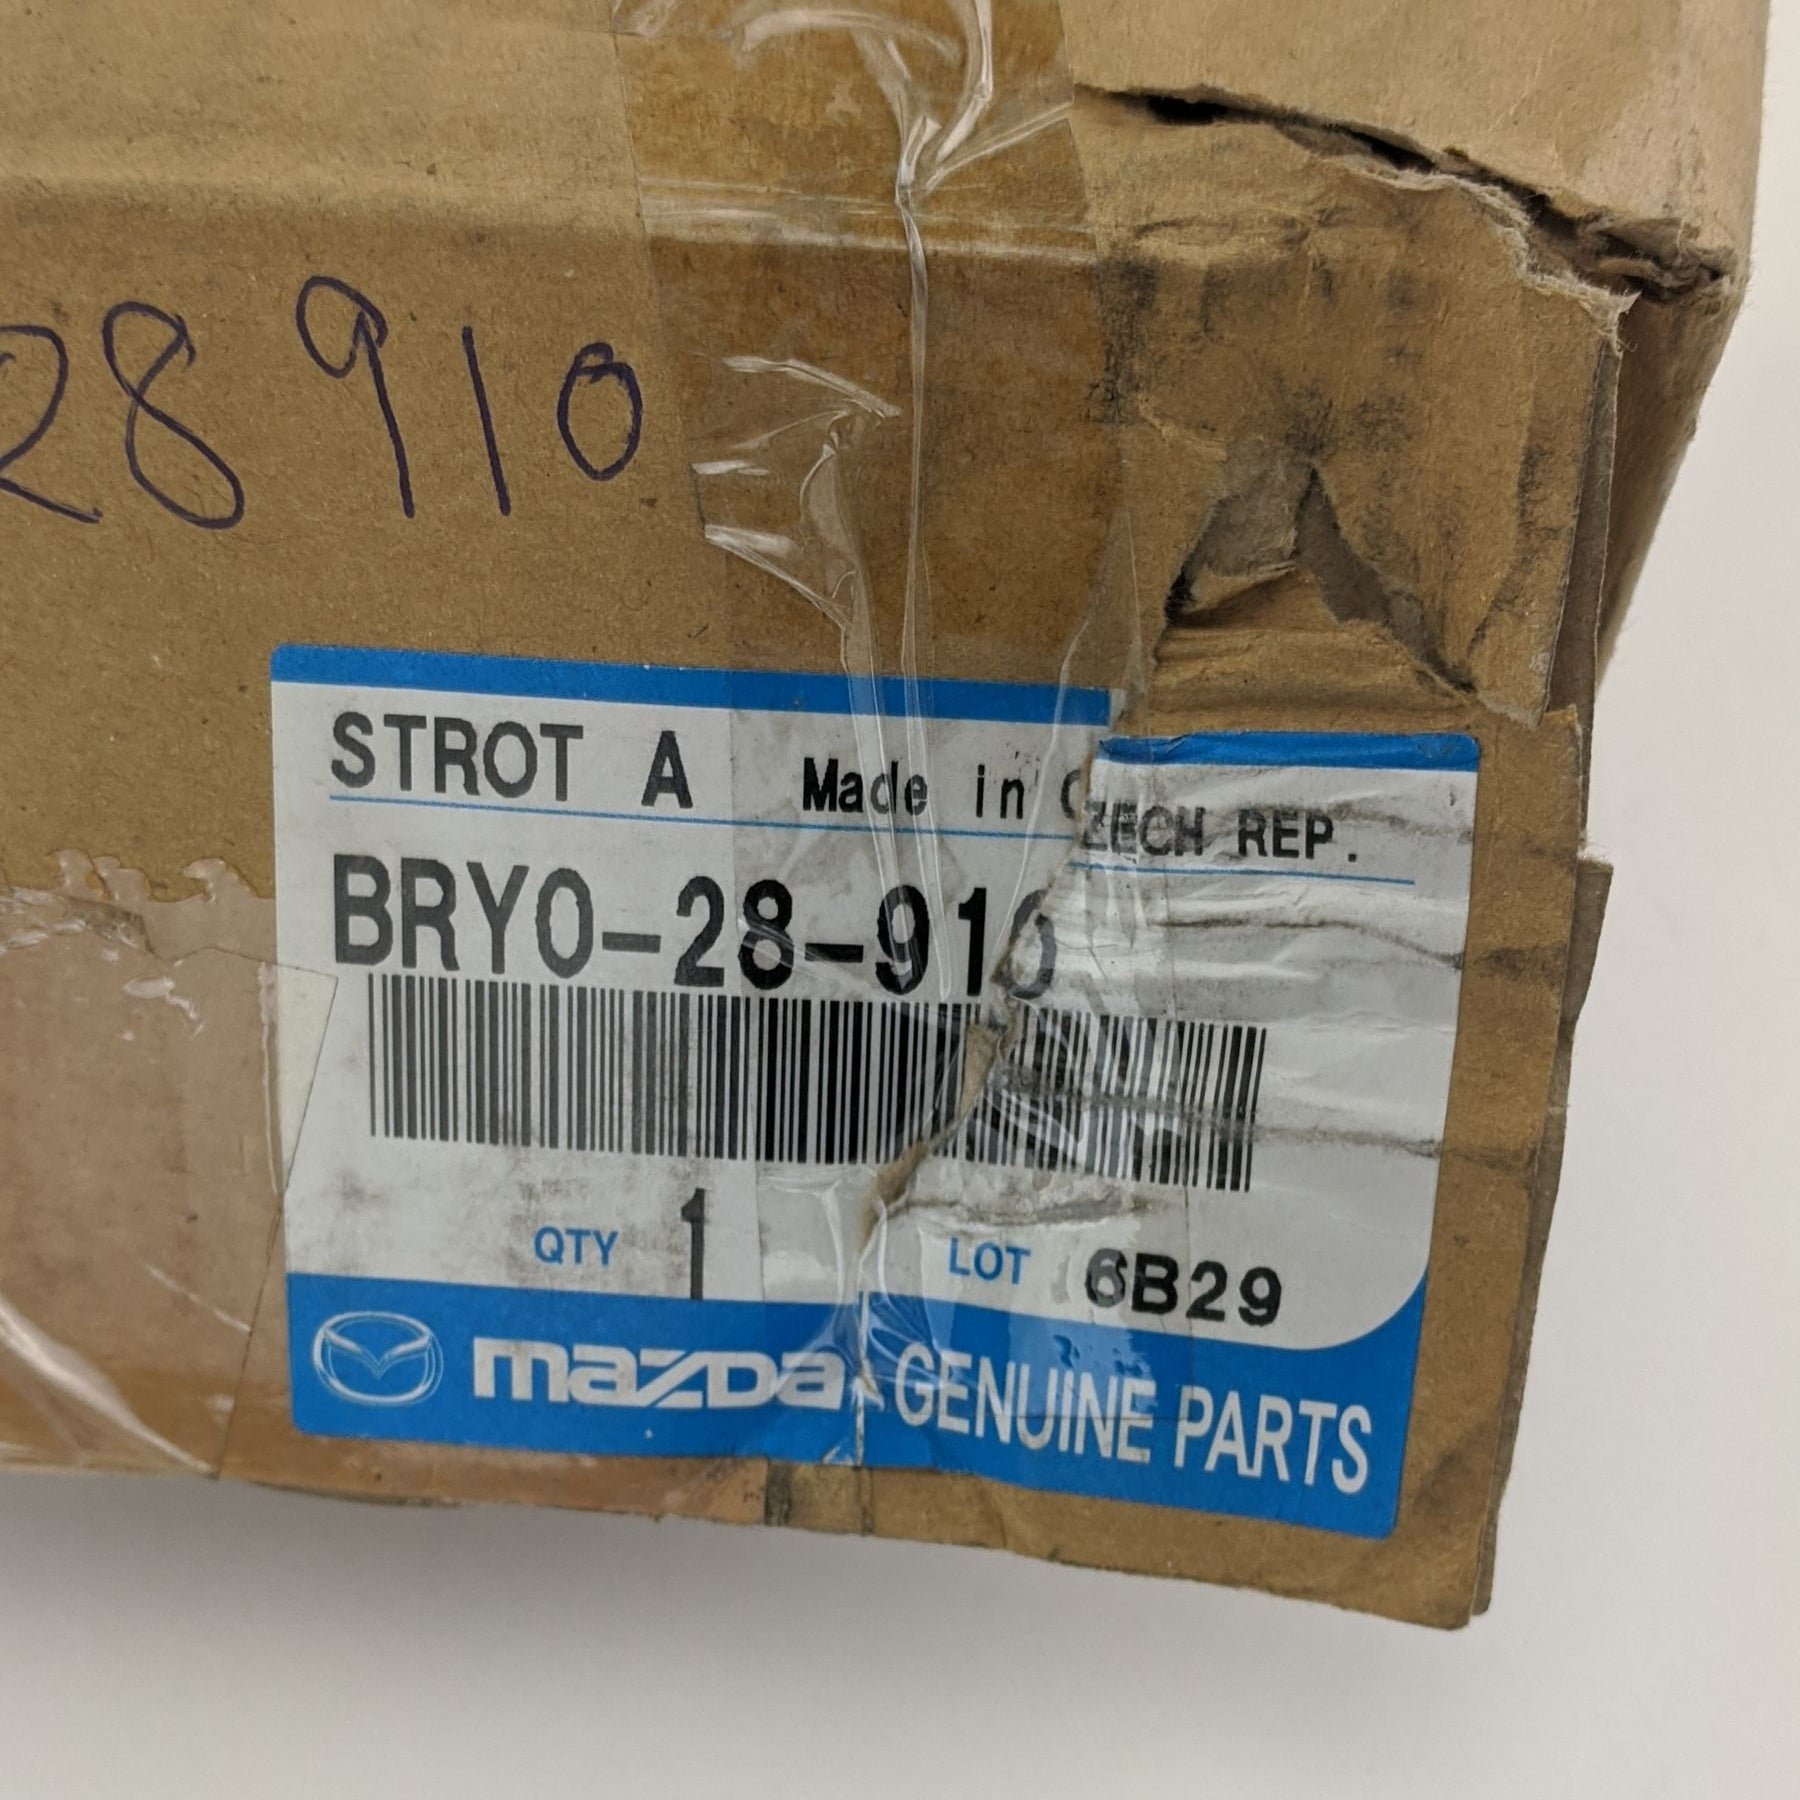 28 910
STROT A Made in CZECH REP.
BRY0-28-910
QTY 1 LOT 6B29
mazda GENUINE PARTS